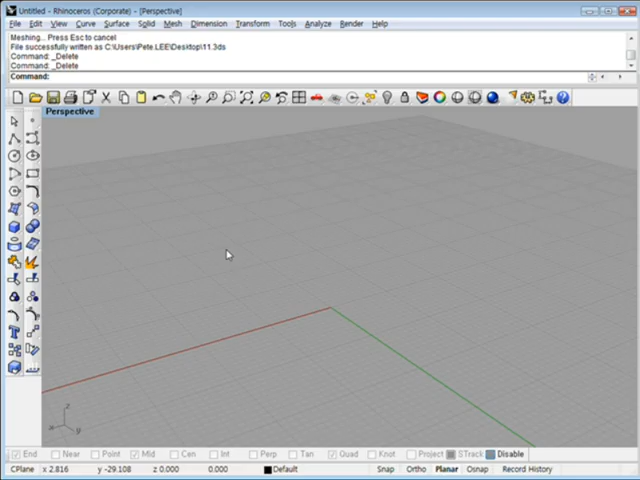 Untitled - Rhinoceros (Corporate) - [Perspective]
File Edit View Curve Surface Solid Mesh Dimension Transform Tools Analyze Render Help
Meshing... Press Esc to cancel
File successfully written as C:\Users\Pete.LEE\Desktop\11.3ds
Command: _Delete
Command: _Delete
Command:
Perspective
z
x
y
End Near Point Mid Cen Int Perp Tan Quad Knot Project STrack Disable
CPlane x 2.816 y -29.108 z 0.000 0.000 Default Snap Ortho Planar Osnap Record History